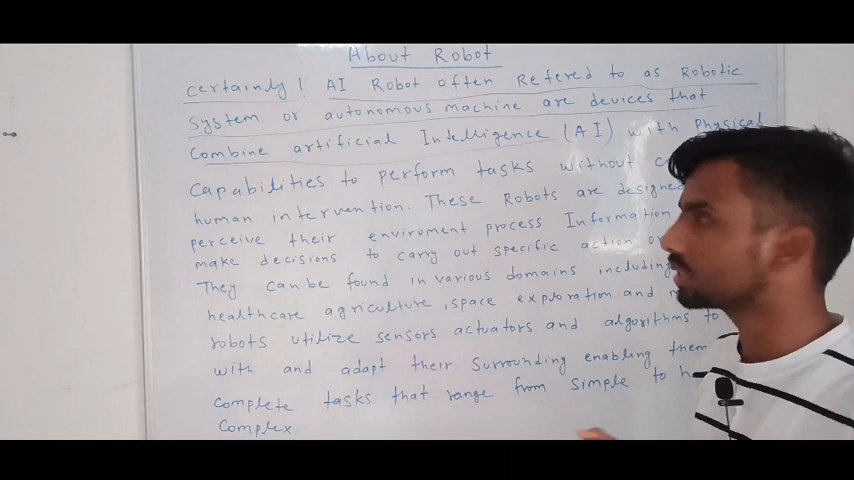 About Robot
certaindy! AI Robot often Refered to as Robotic
System or autonomous machine are devices that
Combine artificial Intelligence (AI) with Physical
Capabilities to perform tasks without
human intervention. These Robots are designed
perceive their enviroment process Information
make decisions to carry out specific action
They can be found in various domains including
healthcare agriculture, space exploration and
robots utilize sensors actuators and algorithms to
with and adapt their Surrounding enabling them
complete tasks that range from simple to
Complex.